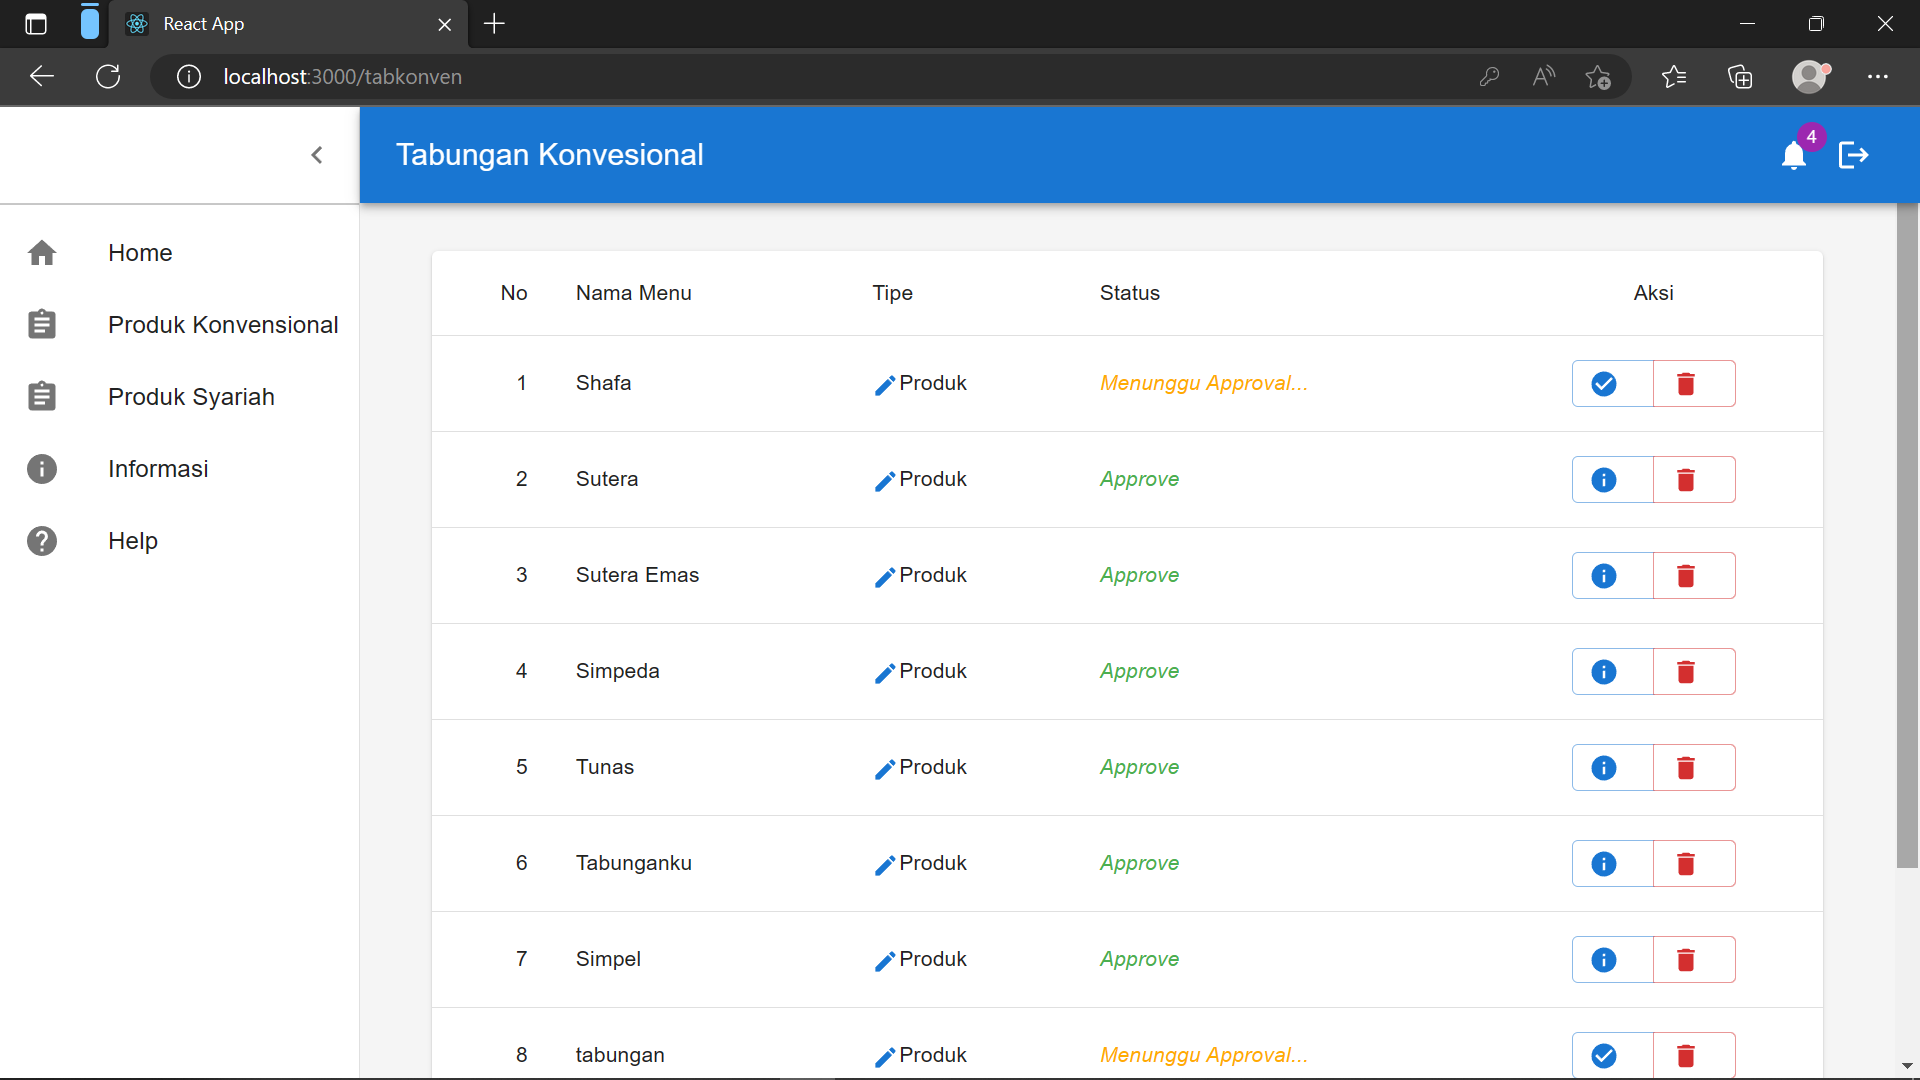 React App
localhost:3000/tabkonven
Tabungan Konvesional
4
Home
Produk Konvensional
Produk Syariah
Informasi
Help
No Nama Menu Tipe Status Aksi
1 Shafa Produk Menunggu Approval...
2 Sutera Produk Approve
3 Sutera Emas Produk Approve
4 Simpeda Produk Approve
5 Tunas Produk Approve
6 Tabunganku Produk Approve
7 Simpel Produk Approve
8 tabungan Produk Menunggu Approval...